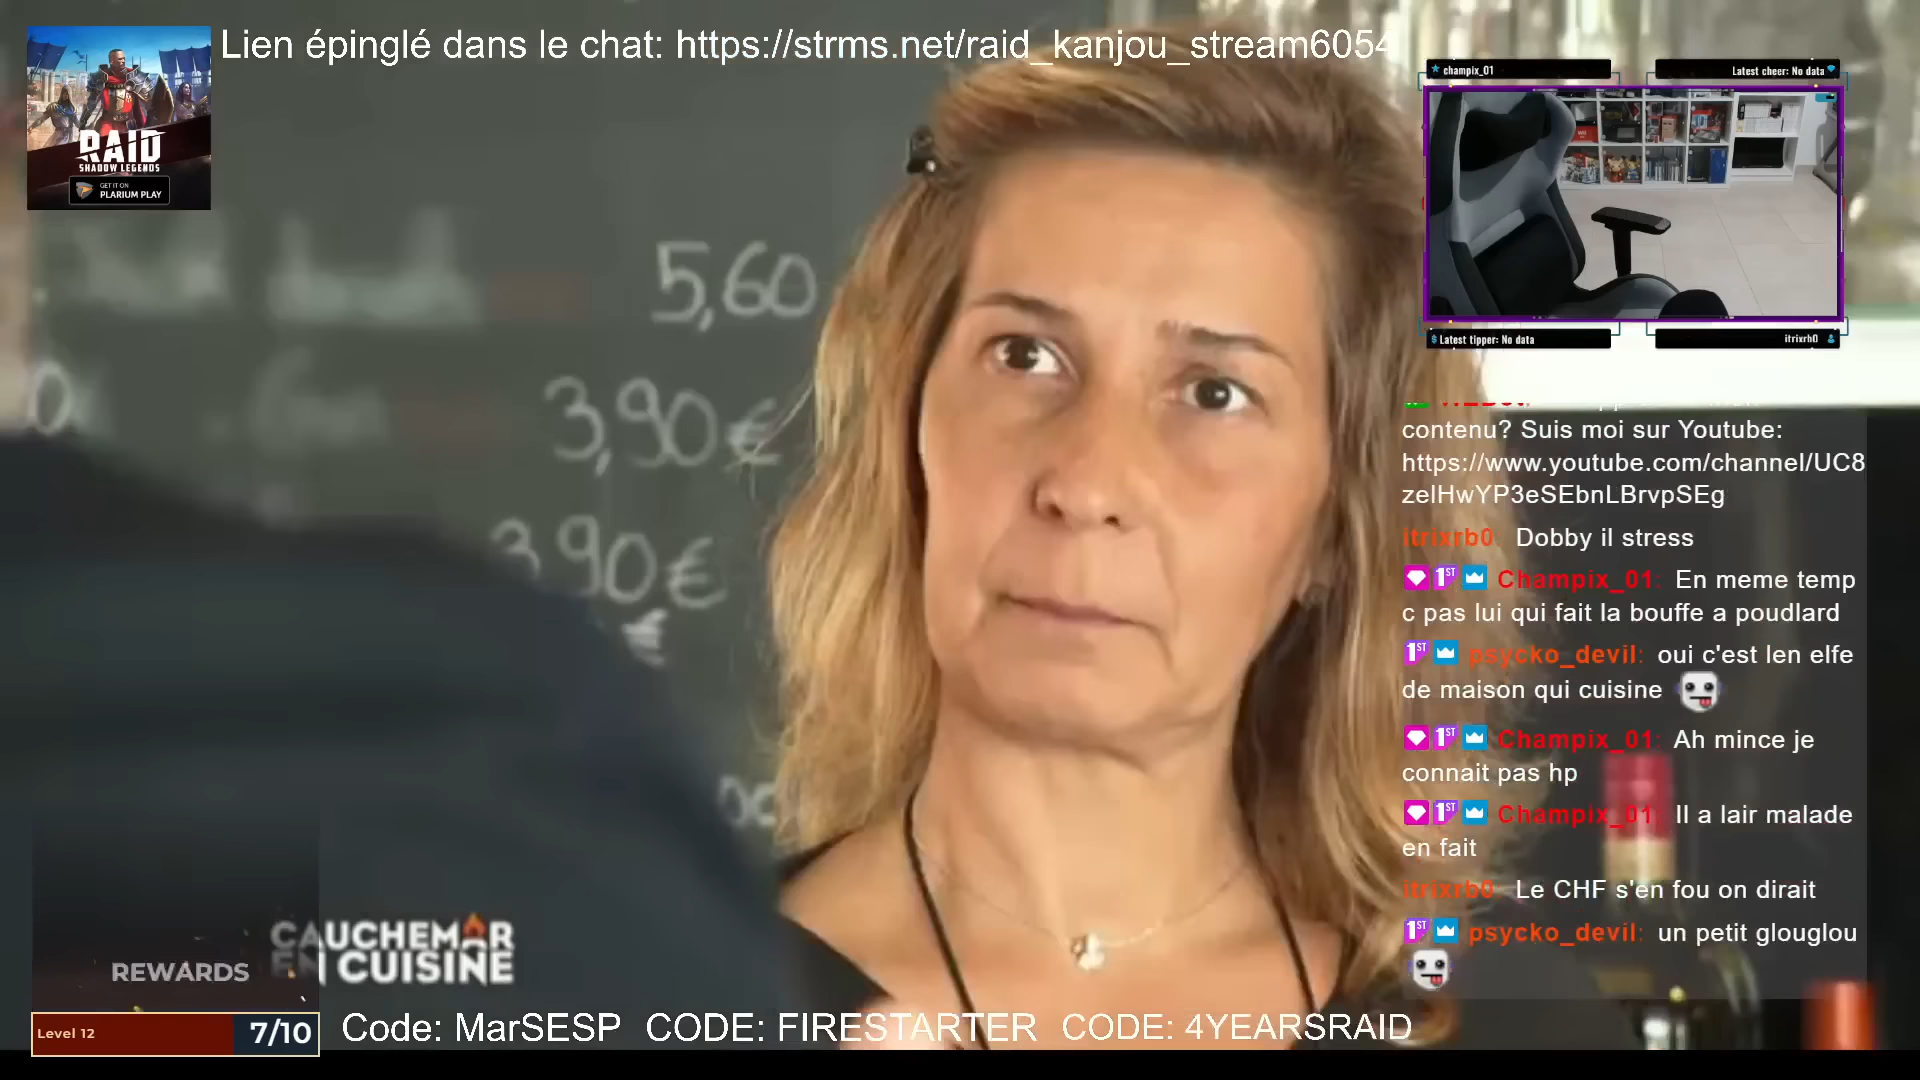 Lien épinglé dans le chat: https://strms.net/raid_kanjou_stream6054
RAID
SHADOW LEGENDS
GET IT ON
PLARIUM PLAY
champix_01
Latest cheer: No data
Latest tipper: No data
itrixrb0
5,60
3,90€
3,90€
€
contenu? Suis moi sur Youtube:
https://www.youtube.com/channel/UC8
zelHwYP3eSEbnLBrvpSEg
itrixrb0: Dobby il stress
1ST Champix_01: En meme temp
c pas lui qui fait la bouffe a poudlard
1ST psycko_devil: oui c'est len elfe
de maison qui cuisine
1ST Champix_01: Ah mince je
connait pas hp
1ST Champix_01: Il a lair malade
en fait
itrixrb0: Le CHF s'en fou on dirait
1ST psycko_devil: un petit glouglou
CAUCHEMAR
EN CUISINE
REWARDS
Level 12
7/10
Code: MarSESP CODE: FIRESTARTER CODE: 4YEARSRAID